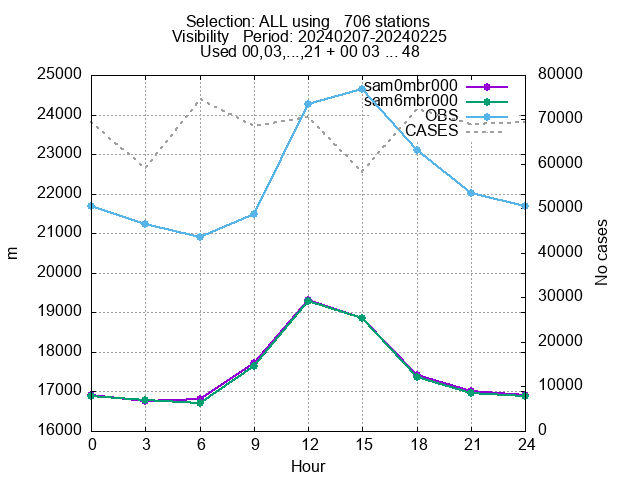 Selection: ALL using   706 stations
Visibility   Period: 20240207-20240225
Used 00,03,...,21 + 00 03 ... 48
25000
24000
23000
22000
21000
20000
19000
18000
17000
16000
m
80000
70000
60000
50000
40000
30000
20000
10000
0
No cases
sam0mbr000
sam6mbr000
OBS
CASES
0 3 6 9 12 15 18 21 24
Hour